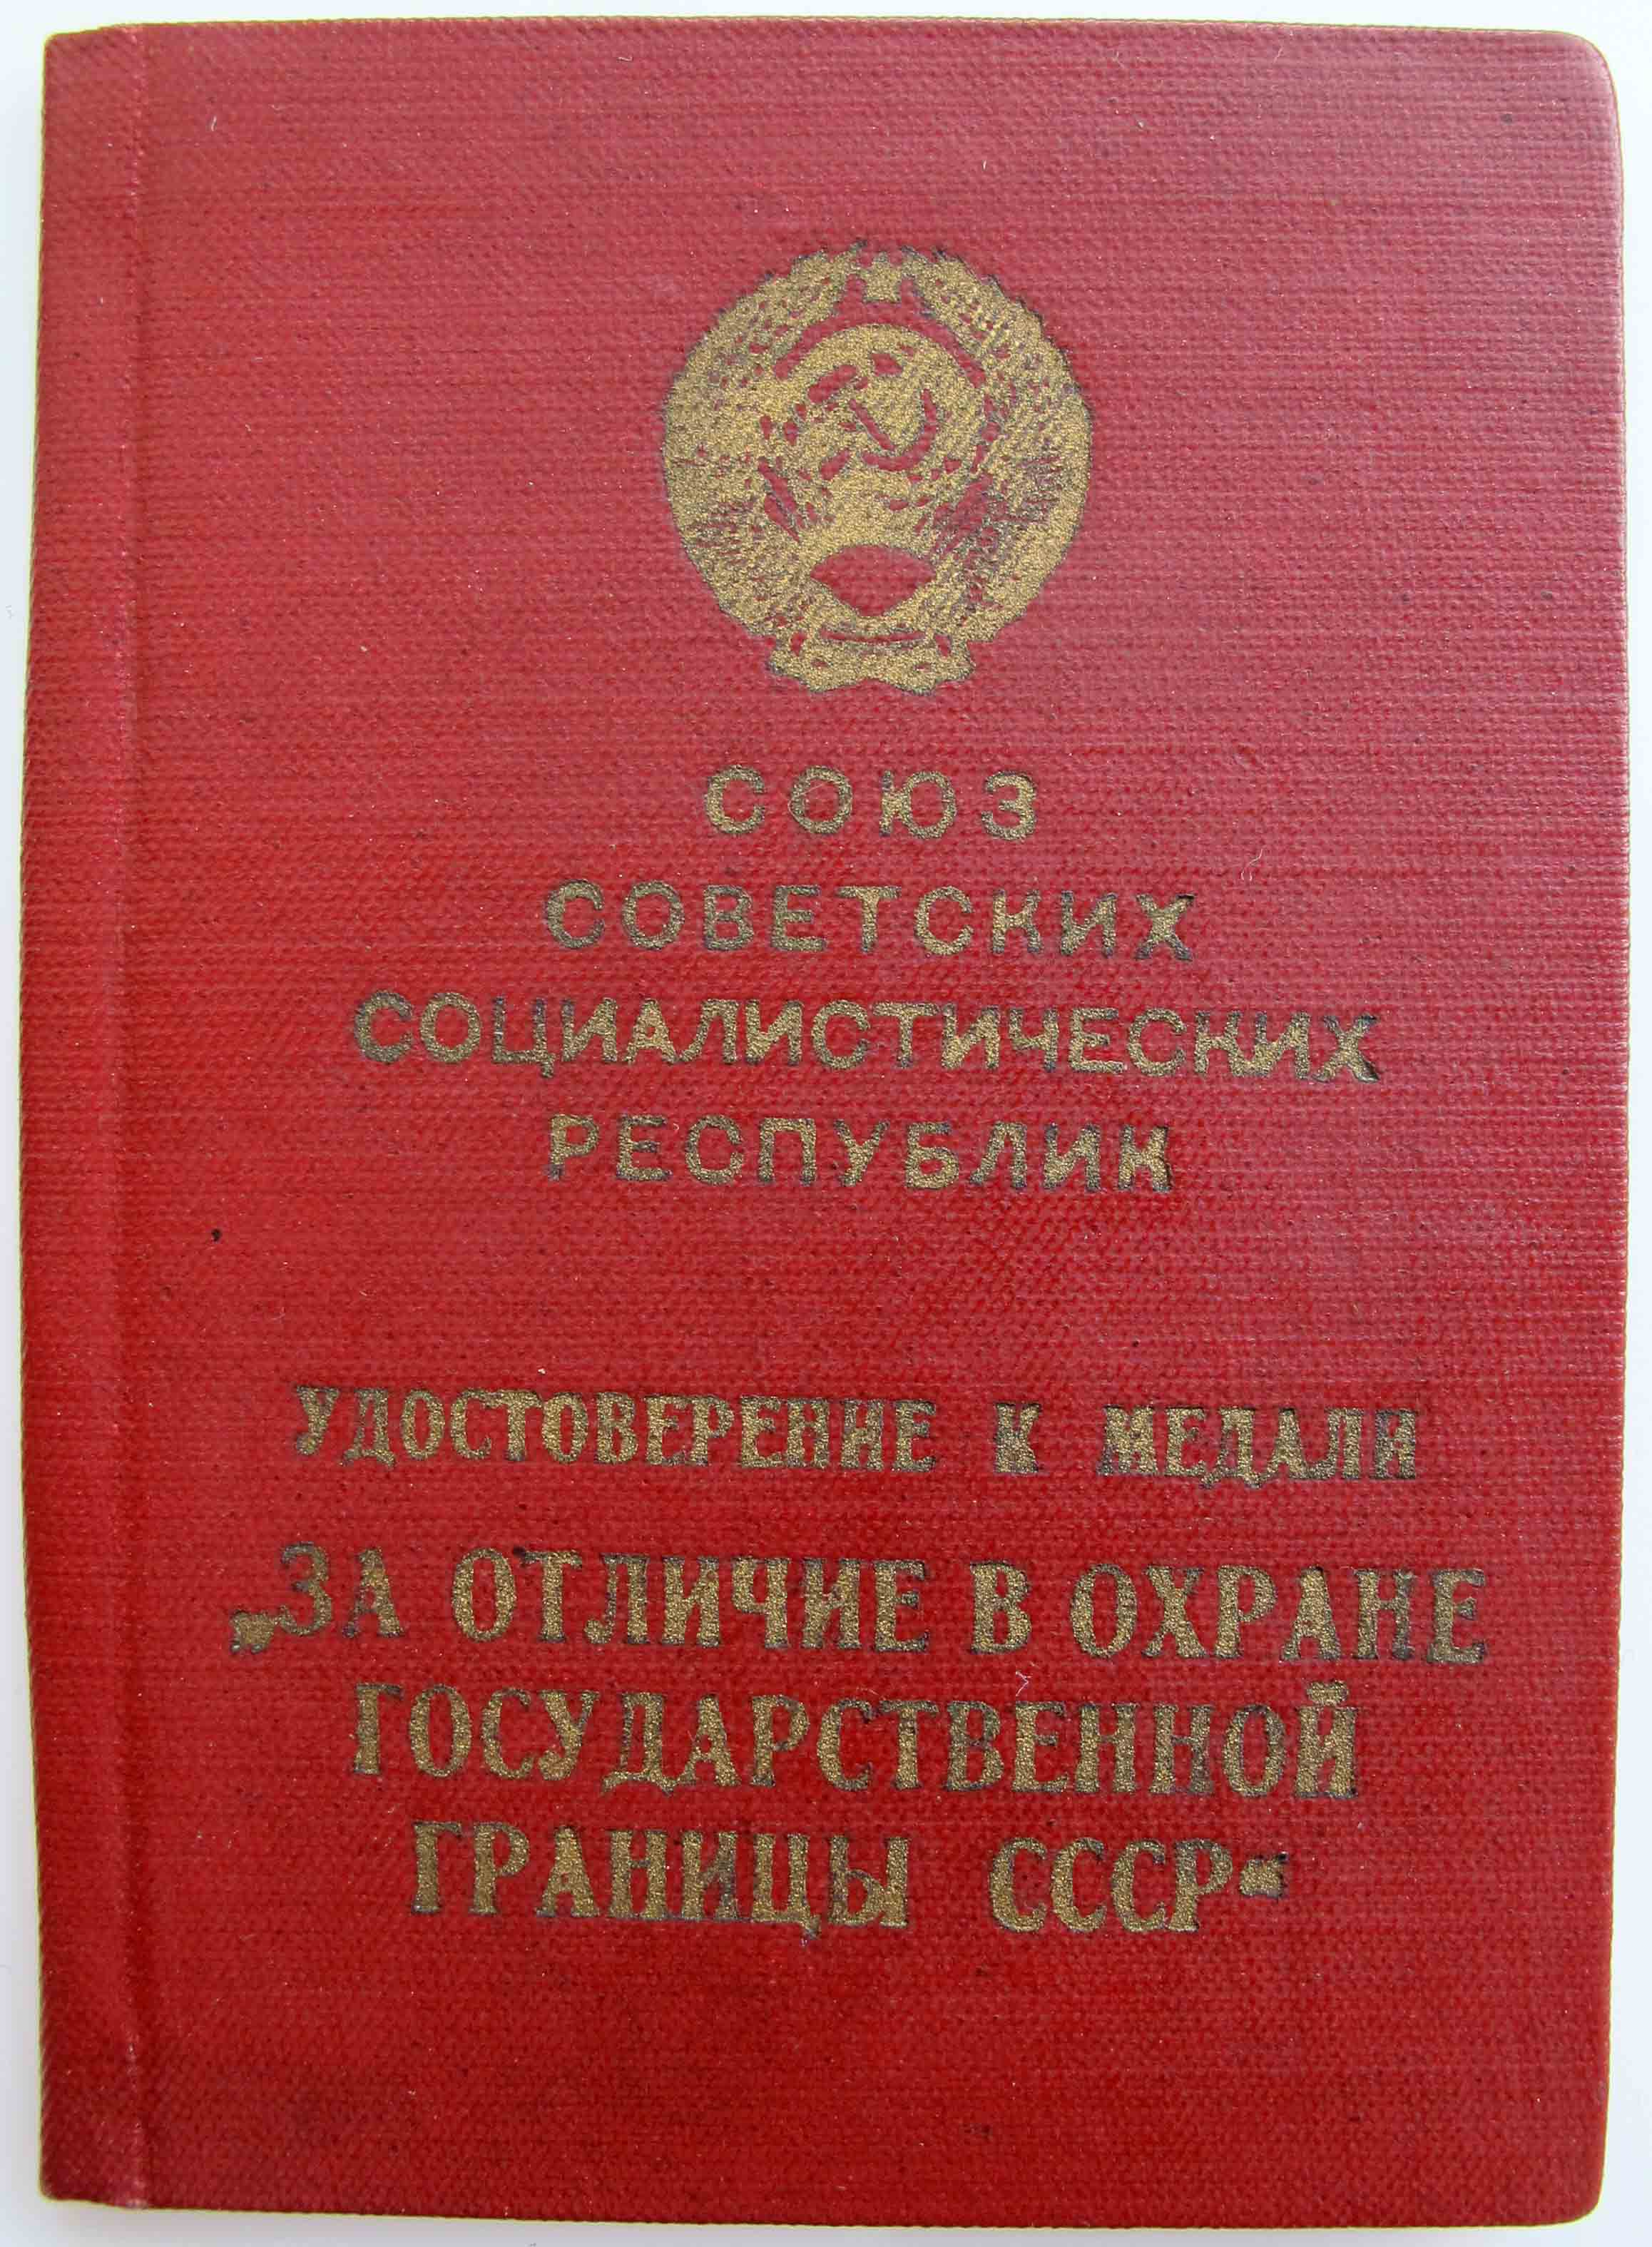 СОЮЗ
СОВЕТСКИХ
СОЦИАЛИСТИЧЕСКИХ
РЕСПУБЛИК
УДОСТОВЕРЕНИЕ К МЕДАЛИ
„ЗА ОТЛИЧИЕ В ОХРАНЕ
ГОСУДАРСТВЕННОЙ
ГРАНИЦЫ СССР“